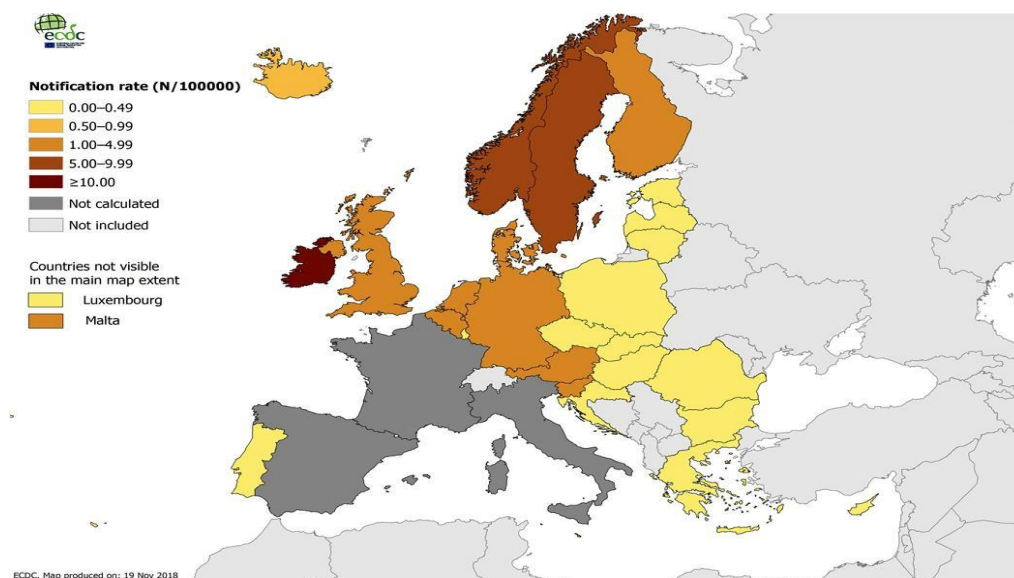 ecdc
Notification rate (N/100000)
0.00–0.49
0.50–0.99
1.00–4.99
5.00–9.99
≥10.00
Not calculated
Not included
Countries not visible
in the main map extent
Luxembourg
Malta
ECDC. Map produced on: 19 Nov 2018